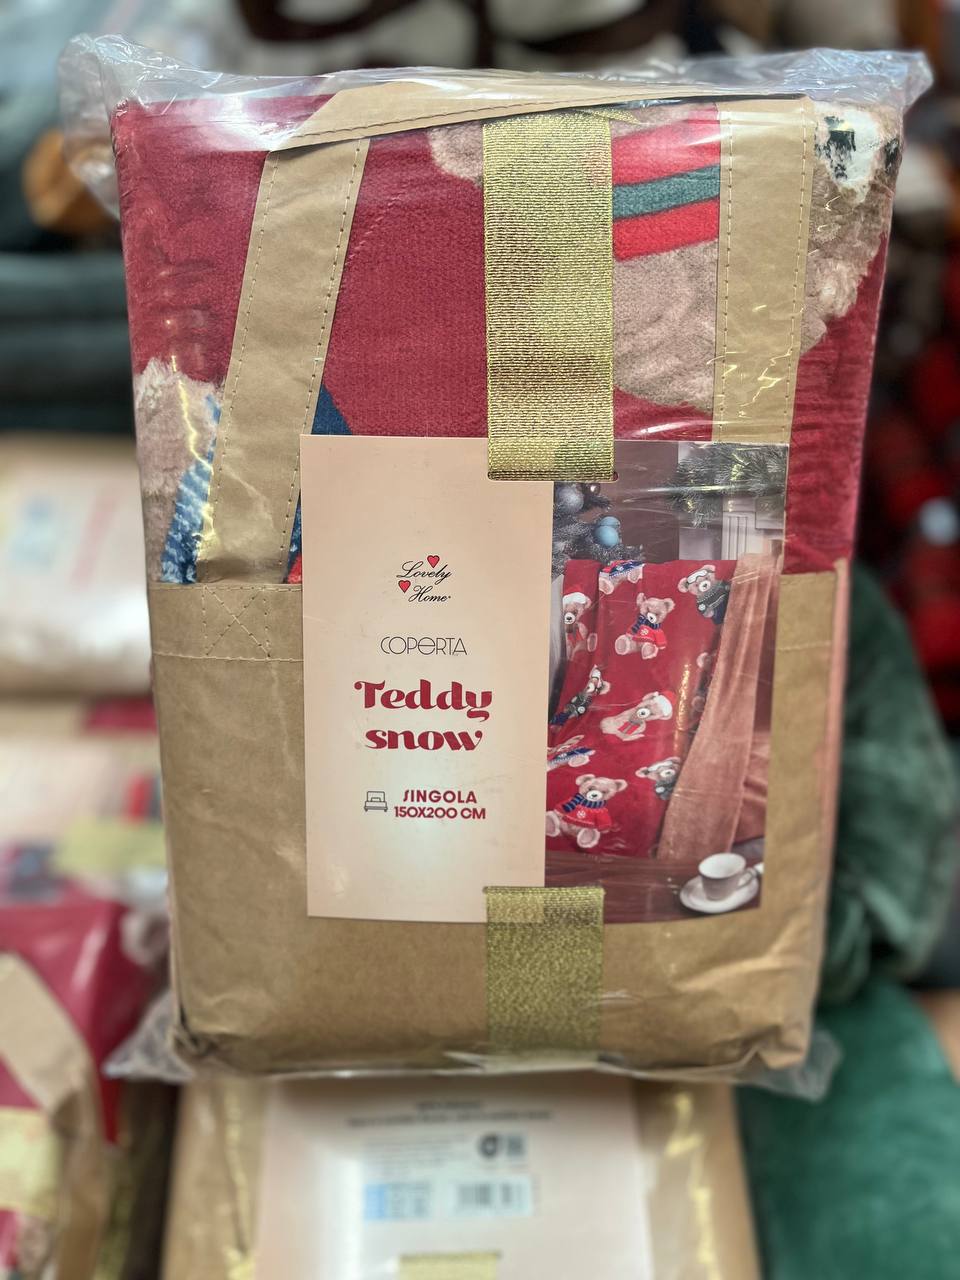 Lovely
Home®
COPERTA
Teddy
snow
SINGOLA
150X200 CM